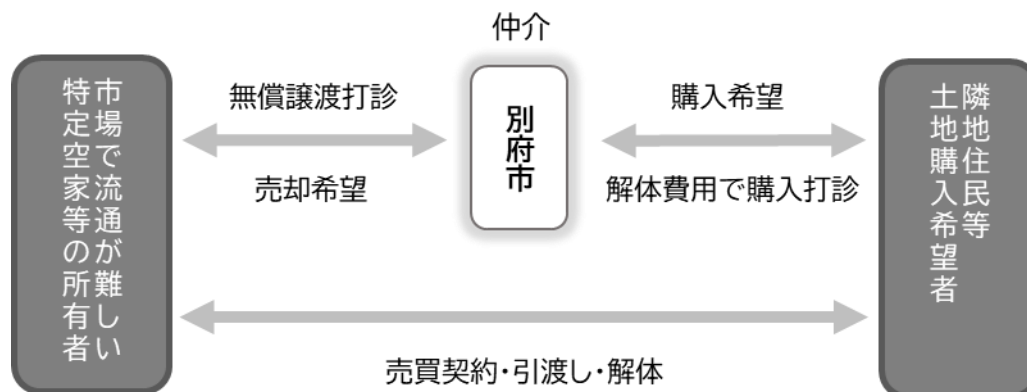 仲介
市場で流通が難しい
特定空家等の所有者
無償譲渡打診
売却希望
別府市
購入希望
解体費用で購入打診
隣地住民等
土地購入希望者
売買契約・引渡し・解体